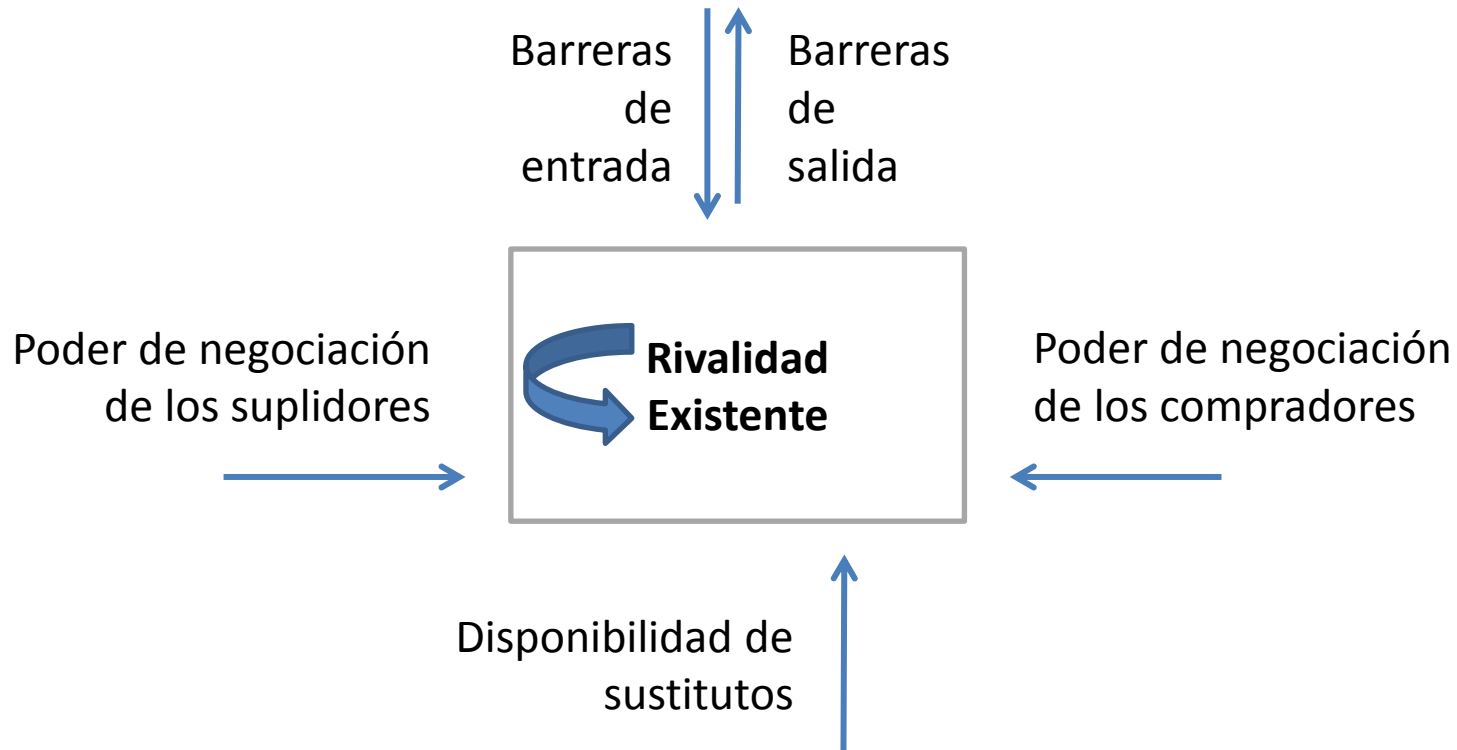 Barreras
de
entrada
Barreras
de
salida
Poder de negociación
de los suplidores
Rivalidad
Existente
Poder de negociación
de los compradores
Disponibilidad de
sustitutos